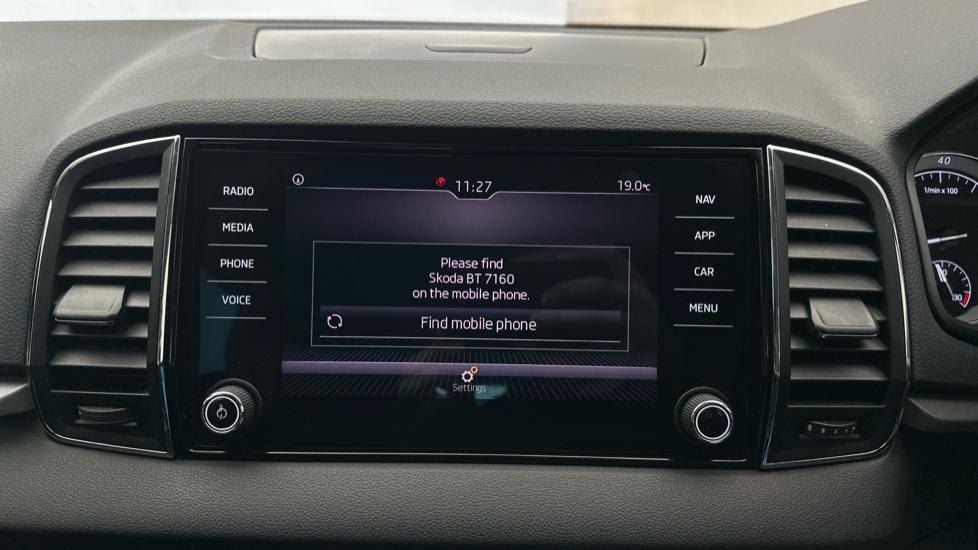 RADIO
MEDIA
PHONE
VOICE
11:27
19.0°C
Please find
Skoda BT 7160
on the mobile phone.
Find mobile phone
Settings
NAV
APP
CAR
MENU
40
1/min x 100